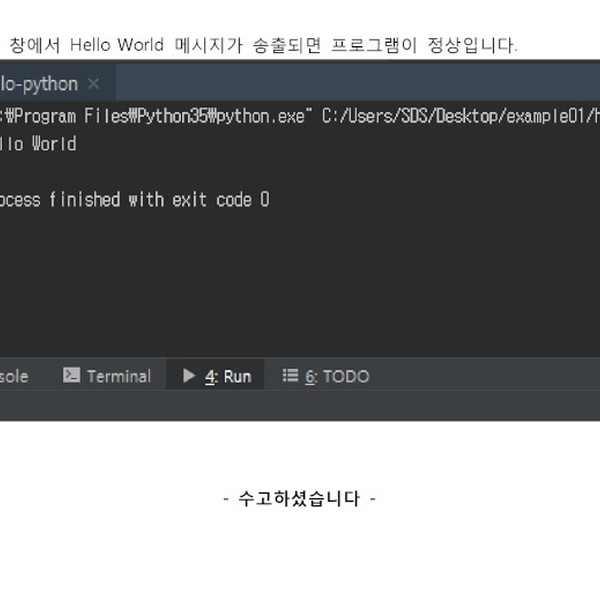 창에서 Hello World 메시지가 송출되면 프로그램이 정상입니다.
lo-python ×
:₩Program Files₩Python35₩python.exe" C:/Users/SDS/Desktop/example01/h
llo World
ocess finished with exit code 0
sole Terminal 4: Run 6: TODO
- 수고하셨습니다 -